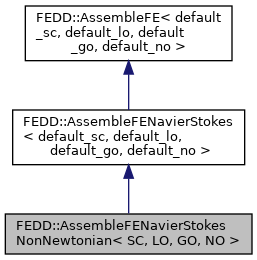 FEDD::AssembleFE< default
_sc, default_lo, default
_go, default_no >
FEDD::AssembleFENavierStokes
< default_sc, default_lo,
default_go, default_no >
FEDD::AssembleFENavierStokes
NonNewtonian< SC, LO, GO, NO >